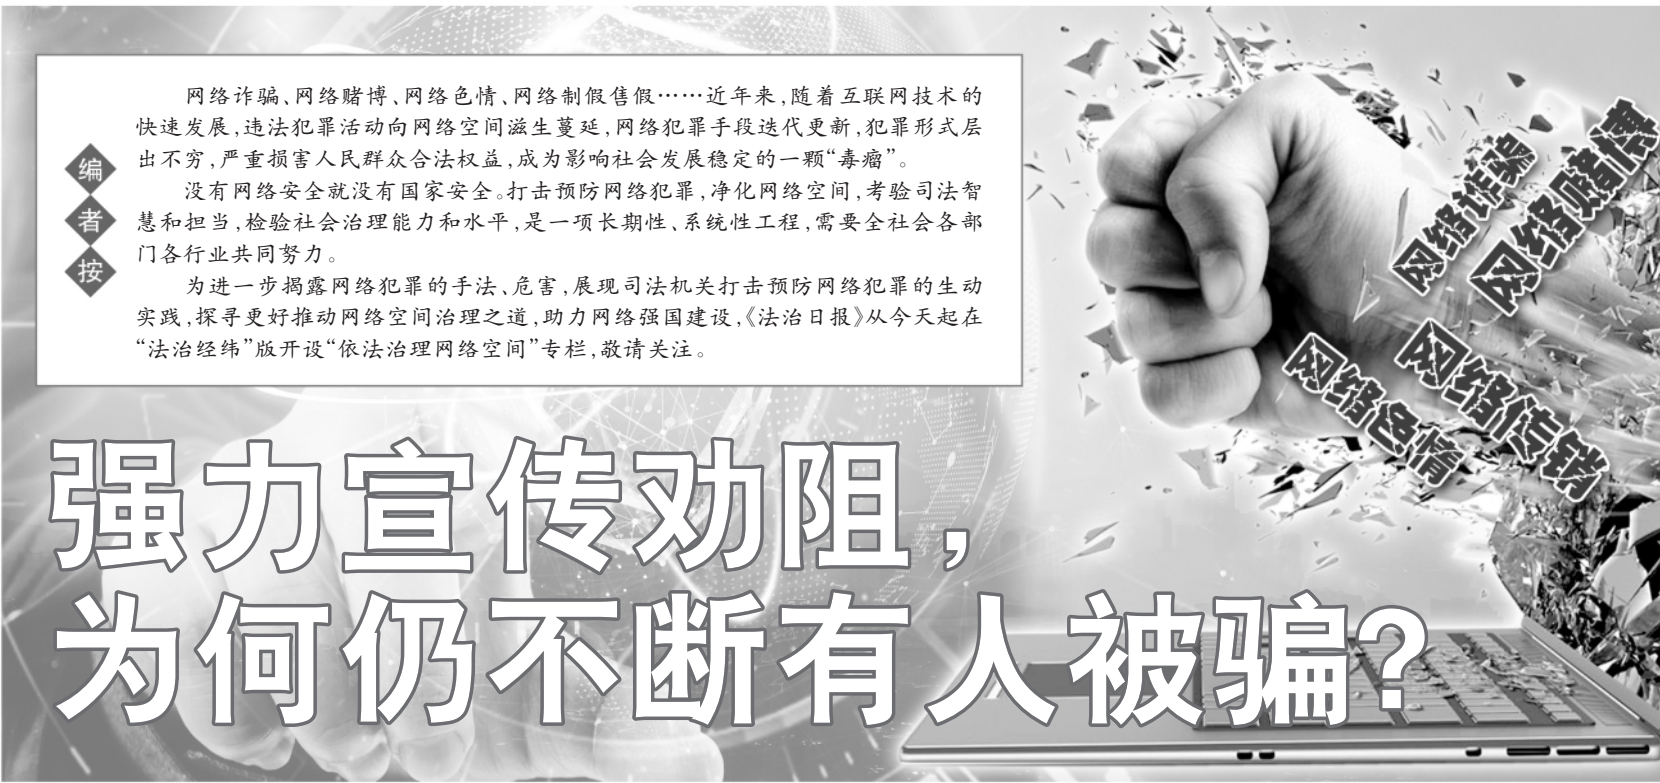 编者按
网络诈骗、网络赌博、网络色情、网络制假售假……近年来,随着互联网技术的
快速发展,违法犯罪活动向网络空间滋生蔓延,网络犯罪手段迭代更新,犯罪形式层
出不穷,严重损害人民群众合法权益,成为影响社会发展稳定的一颗“毒瘤”。
没有网络安全就没有国家安全。打击预防网络犯罪,净化网络空间,考验司法智
慧和担当,检验社会治理能力和水平,是一项长期性、系统性工程,需要全社会各部
门各行业共同努力。
为进一步揭露网络犯罪的手法、危害,展现司法机关打击预防网络犯罪的生动
实践,探寻更好推动网络空间治理之道,助力网络强国建设,《法治日报》从今天起在
“法治经纬”版开设“依法治理网络空间”专栏,敬请关注。
网络诈骗
网络赌博
网络色情
网络传销
强力宣传劝阻,
为何仍不断有人被骗?